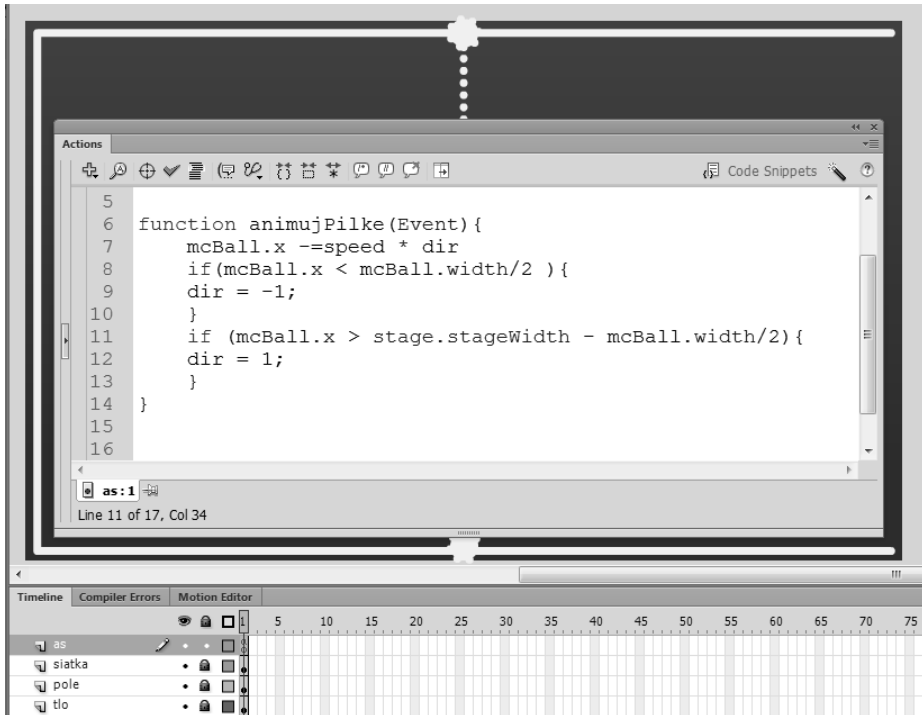 Actions
Code Snippets
5
6 function animujPilke(Event){
7 mcBall.x -=speed * dir
8 if(mcBall.x < mcBall.width/2 ){
9 dir = -1;
10 }
11 if (mcBall.x > stage.stageWidth - mcBall.width/2){
12 dir = 1;
13 }
14 }
15
16
as:1
Line 11 of 17, Col 34
Timeline Compiler Errors Motion Editor
1 5 10 15 20 25 30 35 40 45 50 55 60 65 70 75
as
siatka
pole
tlo